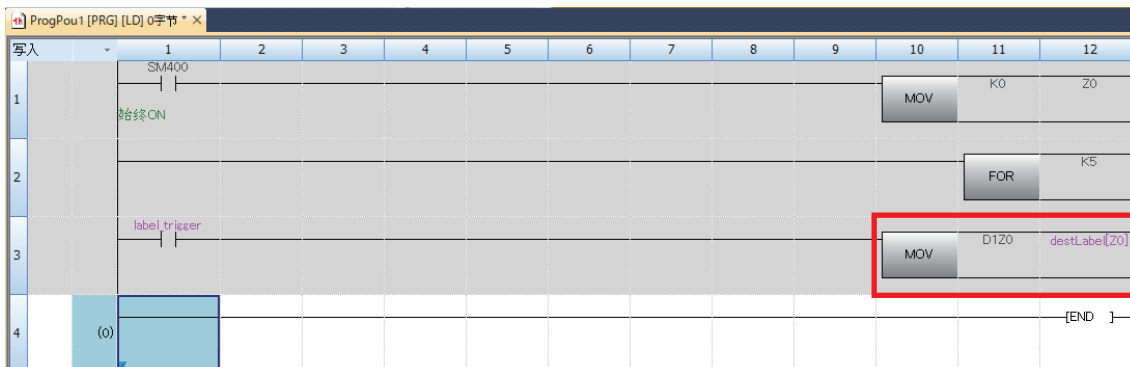 ProgPou1 [PRG] [LD] 0字节 * ×
写入 1 2 3 4 5 6 7 8 9 10 11 12
SM400
1 MOV K0 Z0
始终ON
2 FOR K5
label_trigger
3 MOV D1Z0 destLabel[Z0]
4 (0) [END ]